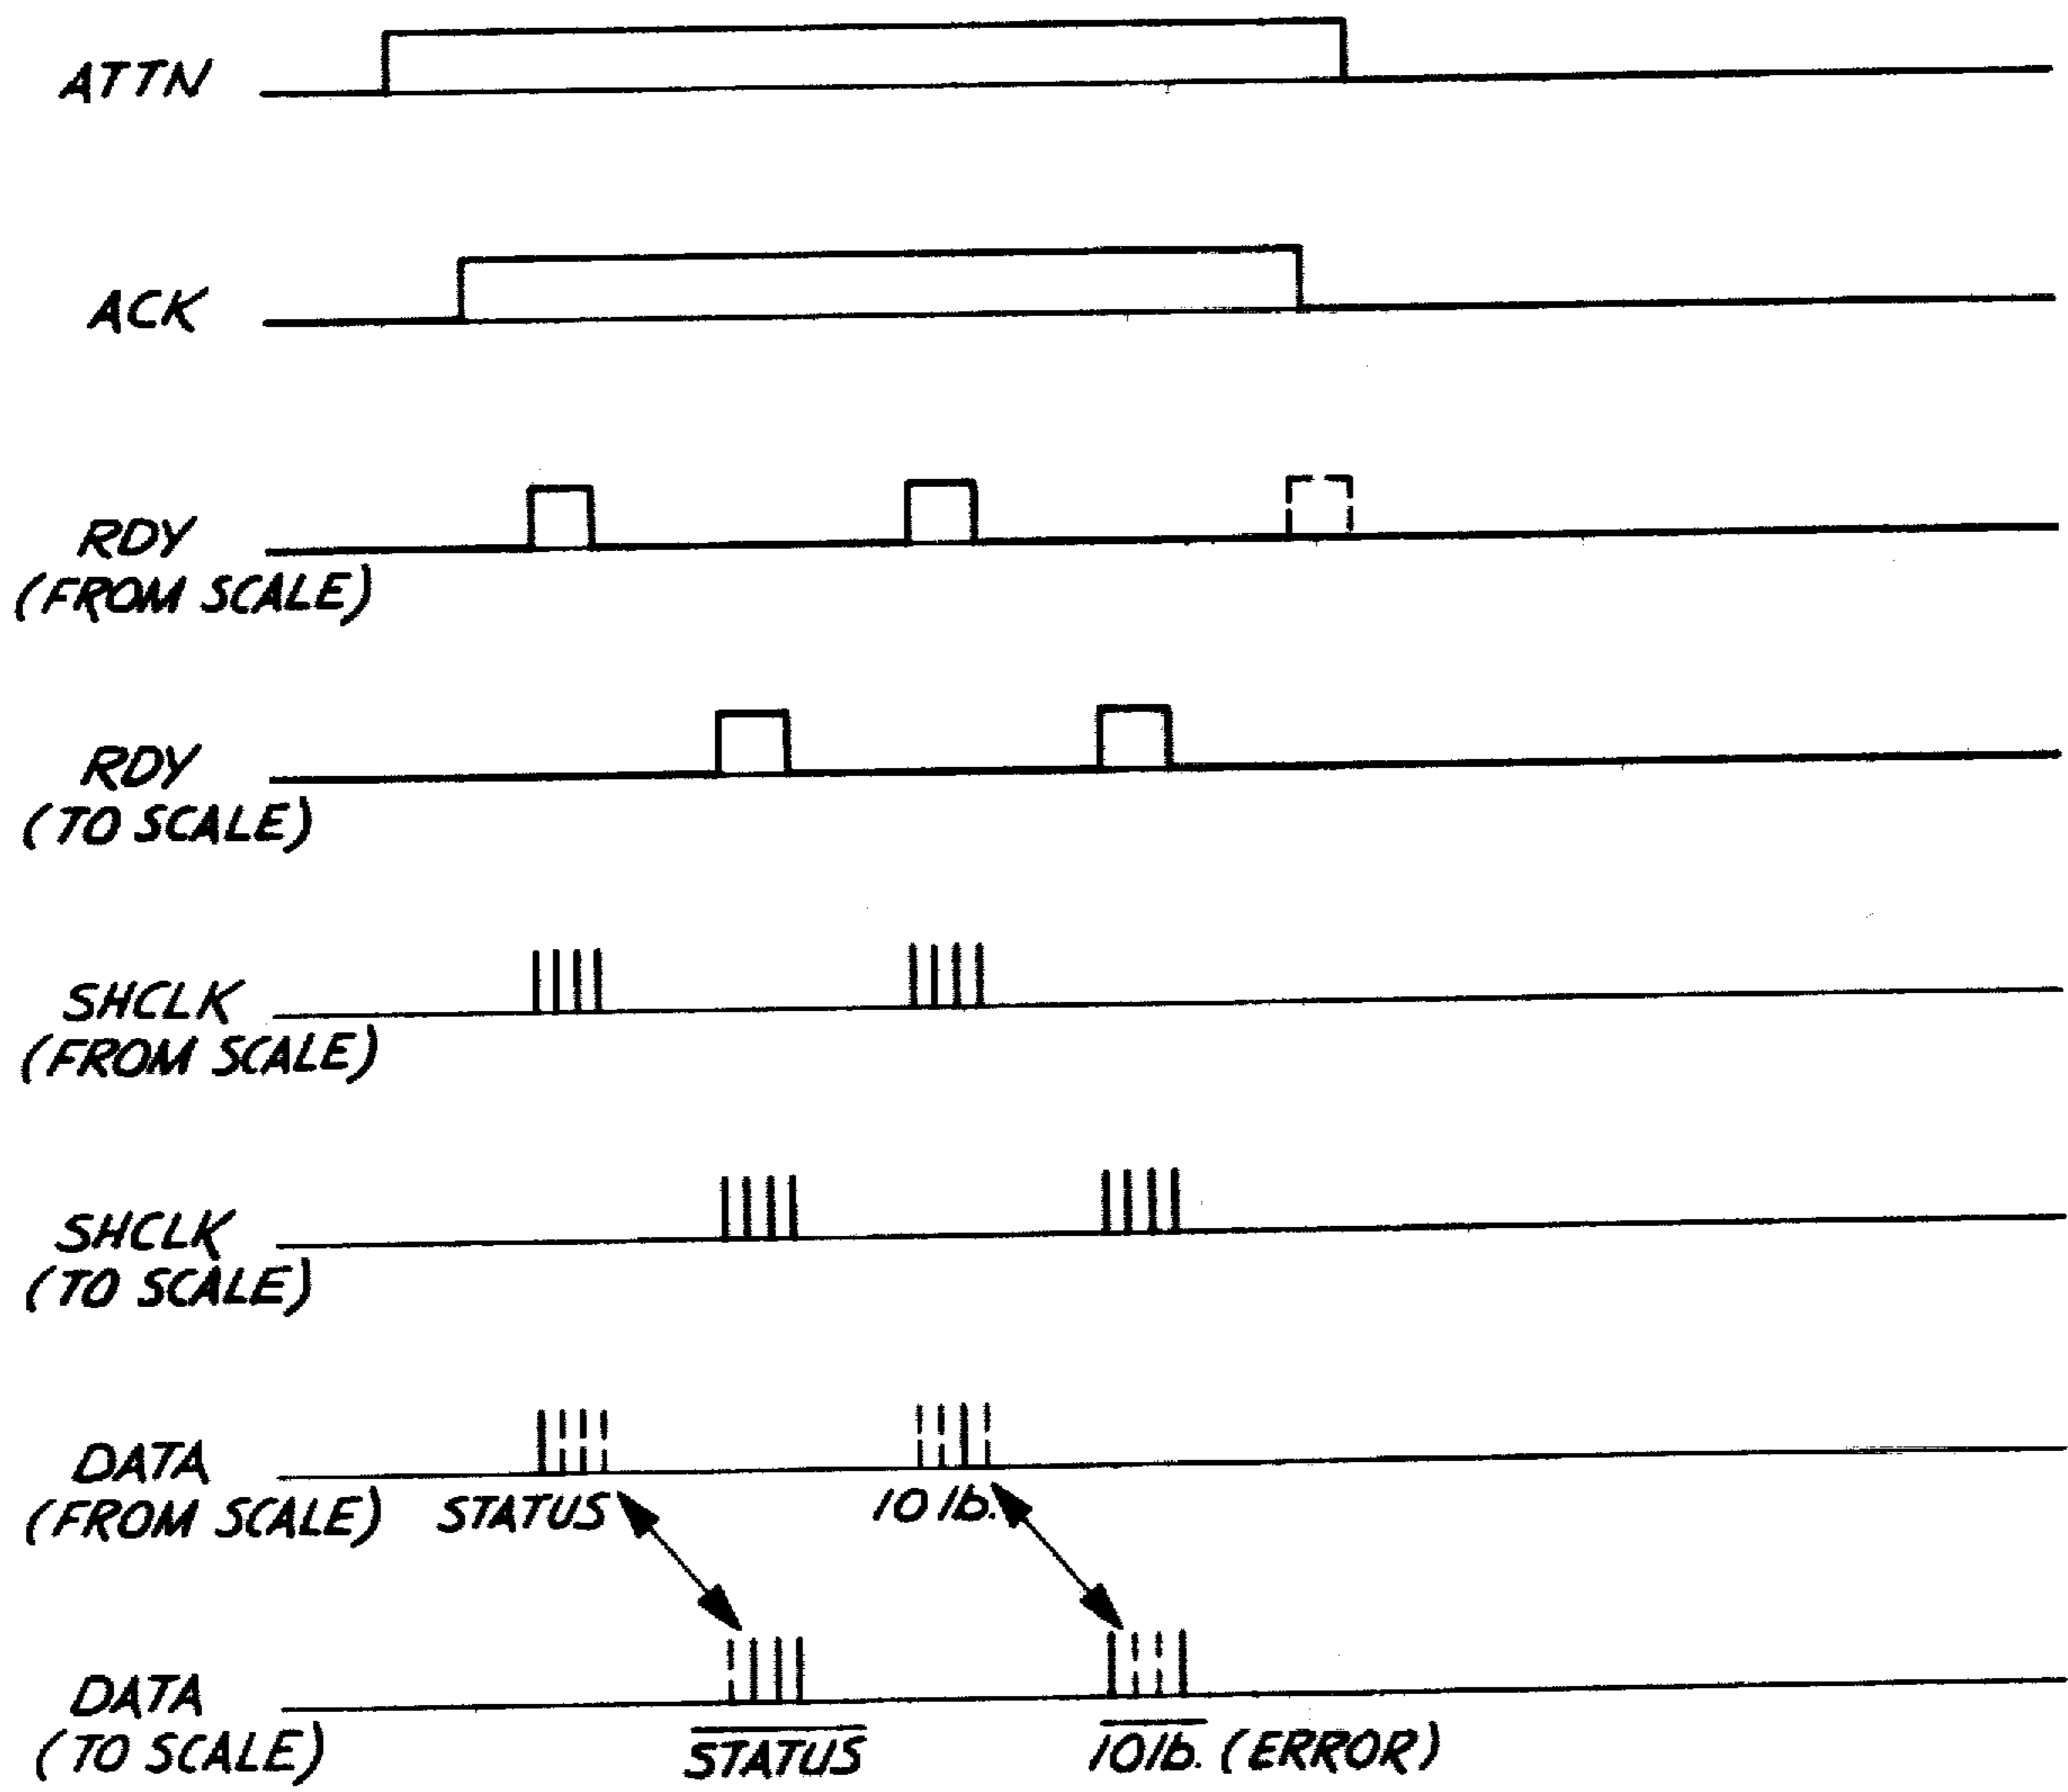 ATTN
ACK
RDY
(FROM SCALE)
RDY
(TO SCALE)
SHCLK
(FROM SCALE)
SHCLK
(TO SCALE)
DATA
(FROM SCALE)
STATUS
10 lb.
DATA
(TO SCALE)
STATUS
10 lb. (ERROR)